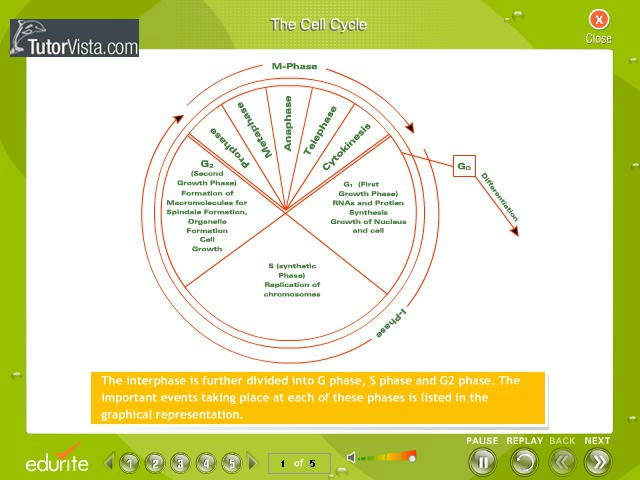 The Cell Cycle
Close
TutorVista.com
M-Phase
Prophase
Metaphase
Anaphase
Telephase
Cytokinesis
G2
(Second
Growth Phase)
Formation of
Macromolecules for
Spindale Formation,
Organelle
Formation
Cell
Growth
G1 (First
Growth Phase)
RNAs and Protien
Synthesis
Growth of Nucleus
and cell
G0
Differentiation
S (synthetic
Phase)
Replication of
chromosomes
I-Phase
The interphase is further divided into G phase, S phase and G2 phase. The
important events taking place at each of these phases is listed in the
graphical representation.
PAUSE REPLAY BACK NEXT
edurite
1 2 3 4 5
1 of 5